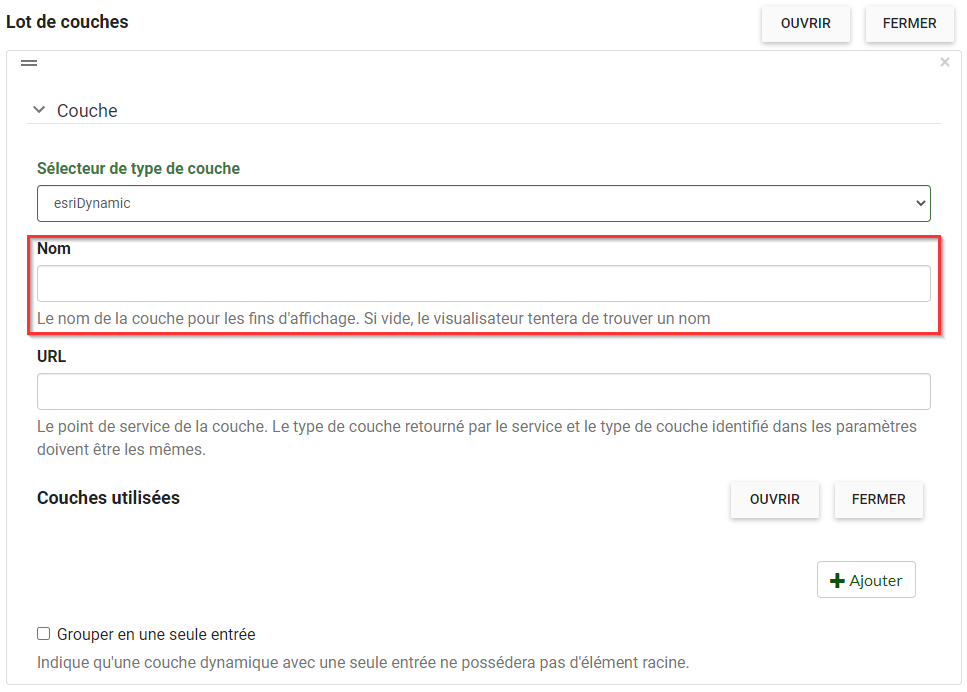 Lot de couches
OUVRIR
FERMER
×
Couche
Sélecteur de type de couche
esriDynamic
Nom
Le nom de la couche pour les fins d'affichage. Si vide, le visualisateur tentera de trouver un nom
URL
Le point de service de la couche. Le type de couche retourné par le service et le type de couche identifié dans les paramètres
doivent être les mêmes.
Couches utilisées
OUVRIR
FERMER
Ajouter
Grouper en une seule entrée
Indique qu'une couche dynamique avec une seule entrée ne possédera pas d'élément racine.